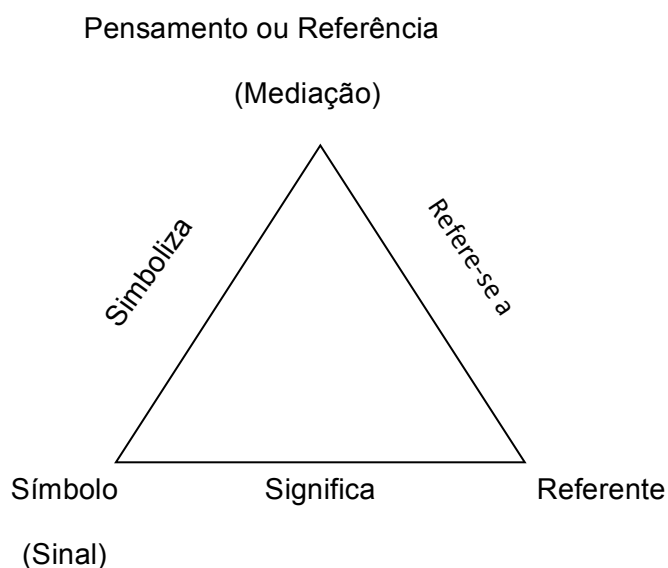 Pensamento ou Referência
(Mediação)
Simboliza
Refere-se a
Símbolo
Significa
Referente
(Sinal)